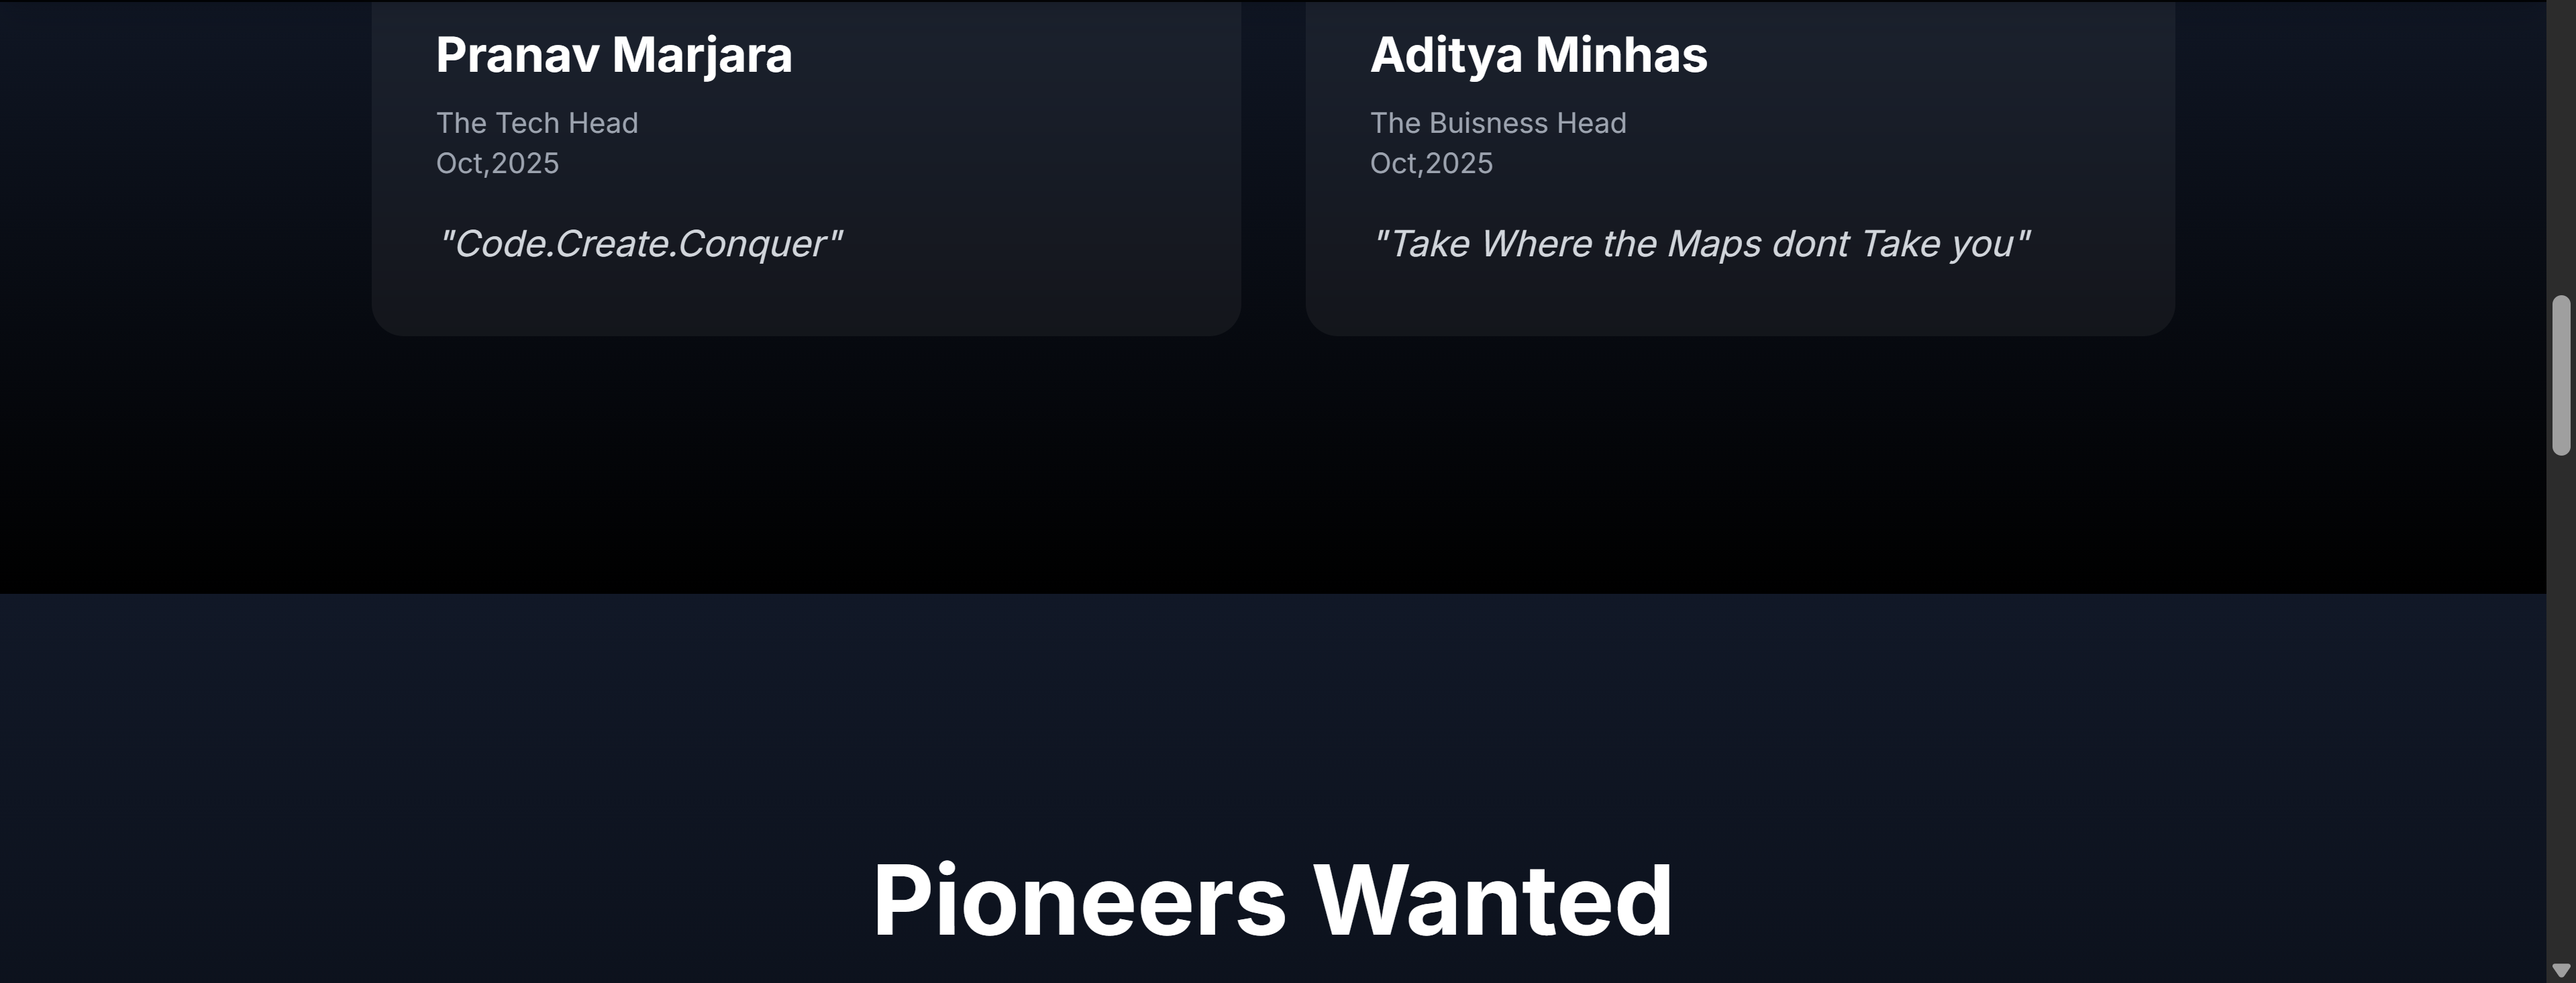 Pranav Marjara
The Tech Head
Oct,2025
"Code.Create.Conquer"
Aditya Minhas
The Buisness Head
Oct,2025
"Take Where the Maps dont Take you"
Pioneers Wanted